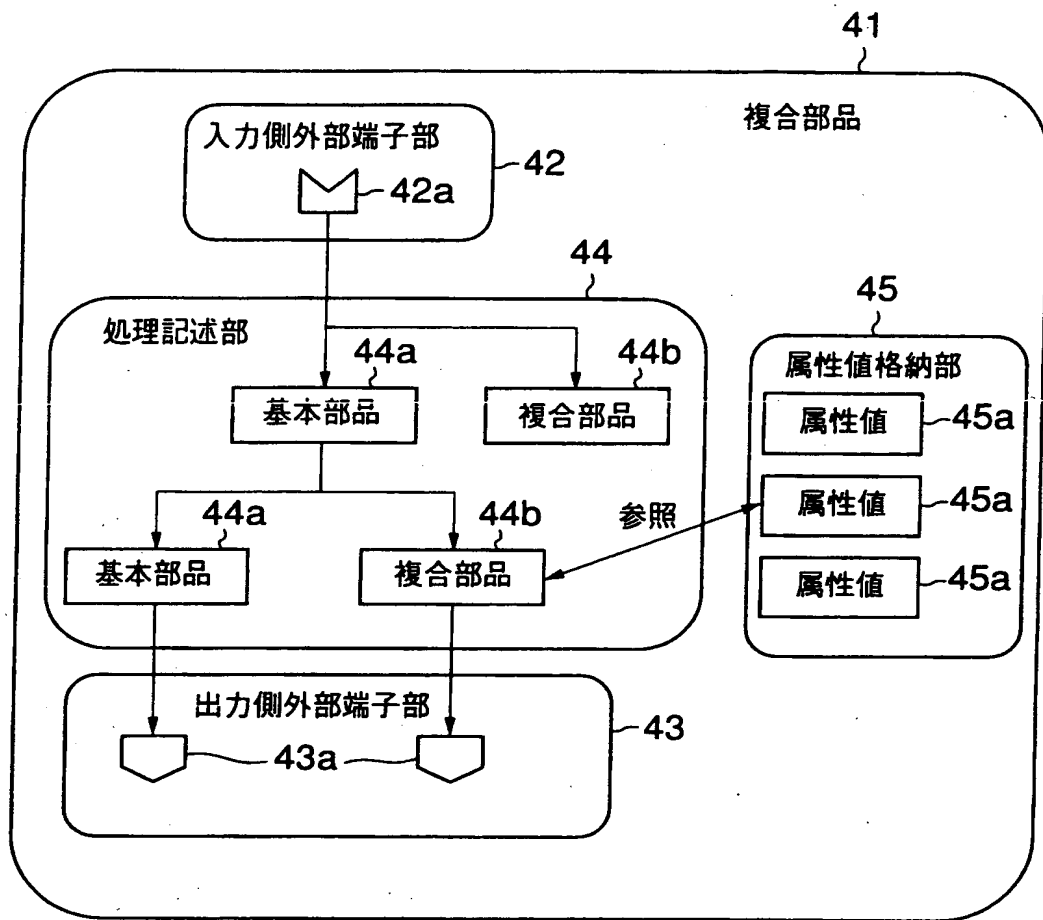 41
複合部品
入力側外部端子部
42
42a
44
処理記述部
44a
基本部品
44b
複合部品
44a
基本部品
44b
複合部品
参照
45
属性値格納部
属性値
45a
属性値
45a
属性値
45a
出力側外部端子部
43
43a